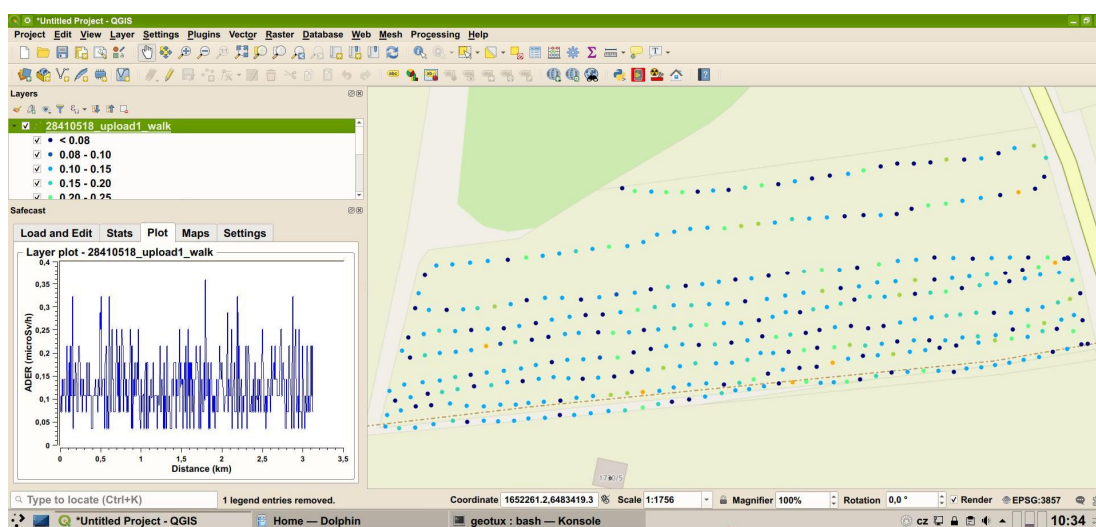 *Untitled Project - QGIS
Project Edit View Layer Settings Plugins Vector Raster Database Web Mesh Processing Help
Layers
28410518_upload1_walk
< 0.08
0.08 - 0.10
0.10 - 0.15
0.15 - 0.20
0.20 - 0.25
Safecast
Load and Edit Stats Plot Maps Settings
Layer plot - 28410518_upload1_walk
ADER (microSv/h)
0,4
0,35
0,3
0,25
0,2
0,15
0,1
0,05
0
0 0,5 1 1,5 2 2,5 3 3,5
Distance (km)
Type to locate (Ctrl+K) 1 legend entries removed. Coordinate 1652261.2,6483419.3 Scale 1:1756 Magnifier 100% Rotation 0,0 ° Render EPSG:3857
*Untitled Project - QGIS Home — Dolphin geotux : bash — Konsole cz 10:34